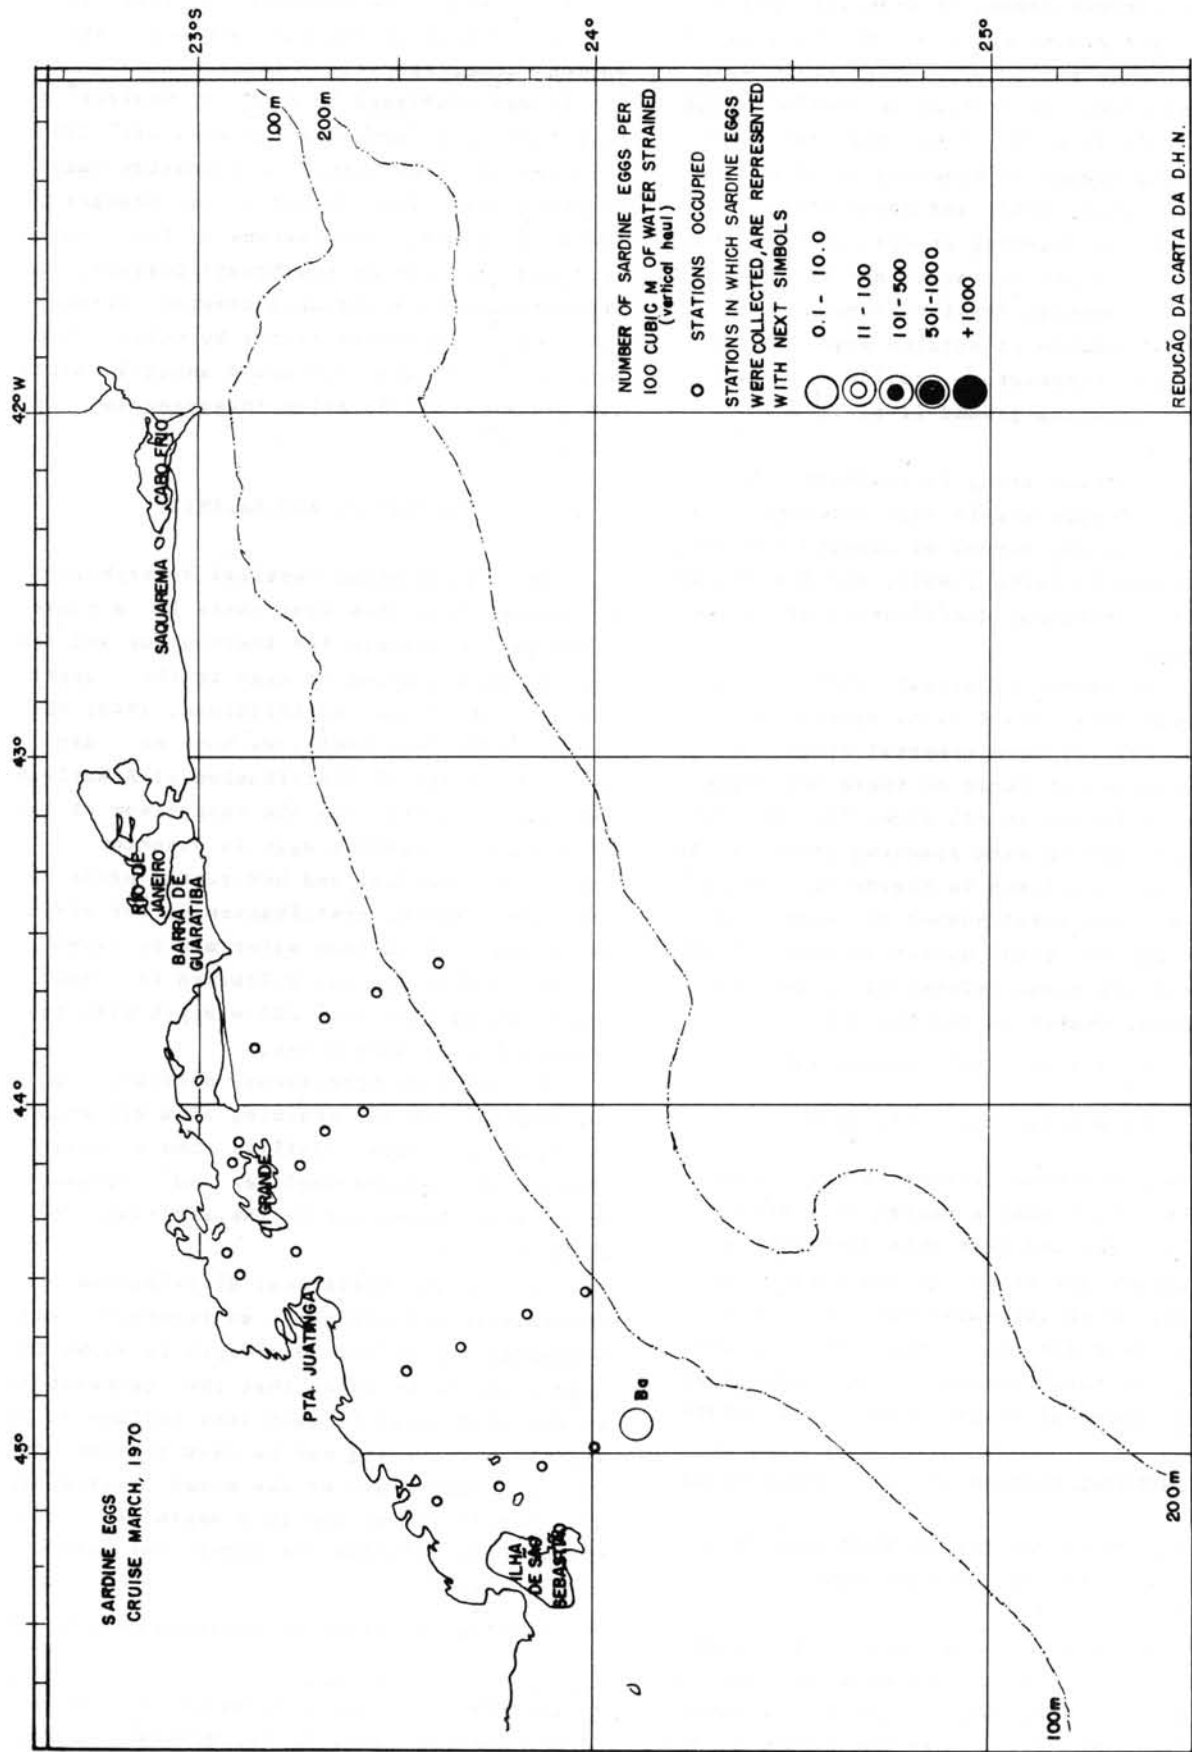 SARDINE EGGS
CRUISE MARCH, 1970
45°
44°
43°
42°W
23°S
24°
25°
RIO DE
JANEIRO
BARRA DE
GUARATIBA
SAQUAREMA
CABO FRIO
I. GRANDE
PTA. JUATINGA
ILHA
DE SÃO
SEBASTIÃO
Ba
100m
200m
100m
200m
NUMBER OF SARDINE EGGS PER
100 CUBIC M OF WATER STRAINED
(vertical haul)
STATIONS OCCUPIED
STATIONS IN WHICH SARDINE EGGS
WERE COLLECTED, ARE REPRESENTED
WITH NEXT SIMBOLS
0.1 - 10.0
11 - 100
101-500
501-1000
+1000
REDUÇÃO DA CARTA DA D.H.N.